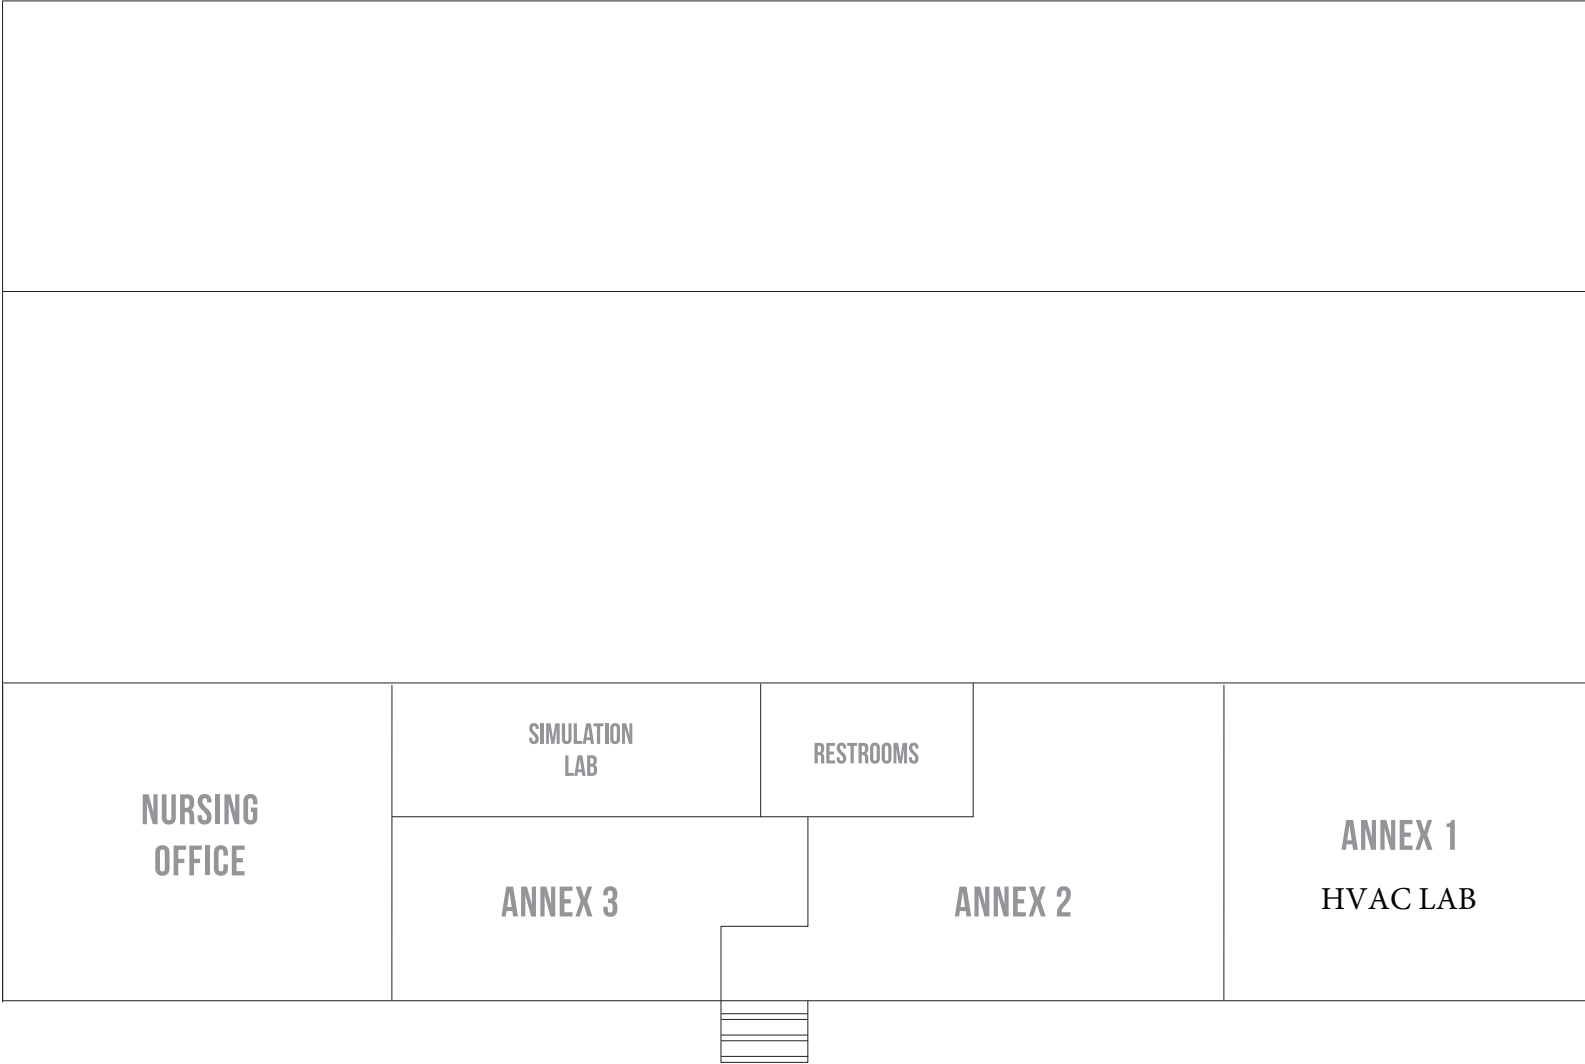 SIMULATION
LAB
RESTROOMS
NURSING
OFFICE
ANNEX 3
ANNEX 2
ANNEX 1
HVAC LAB